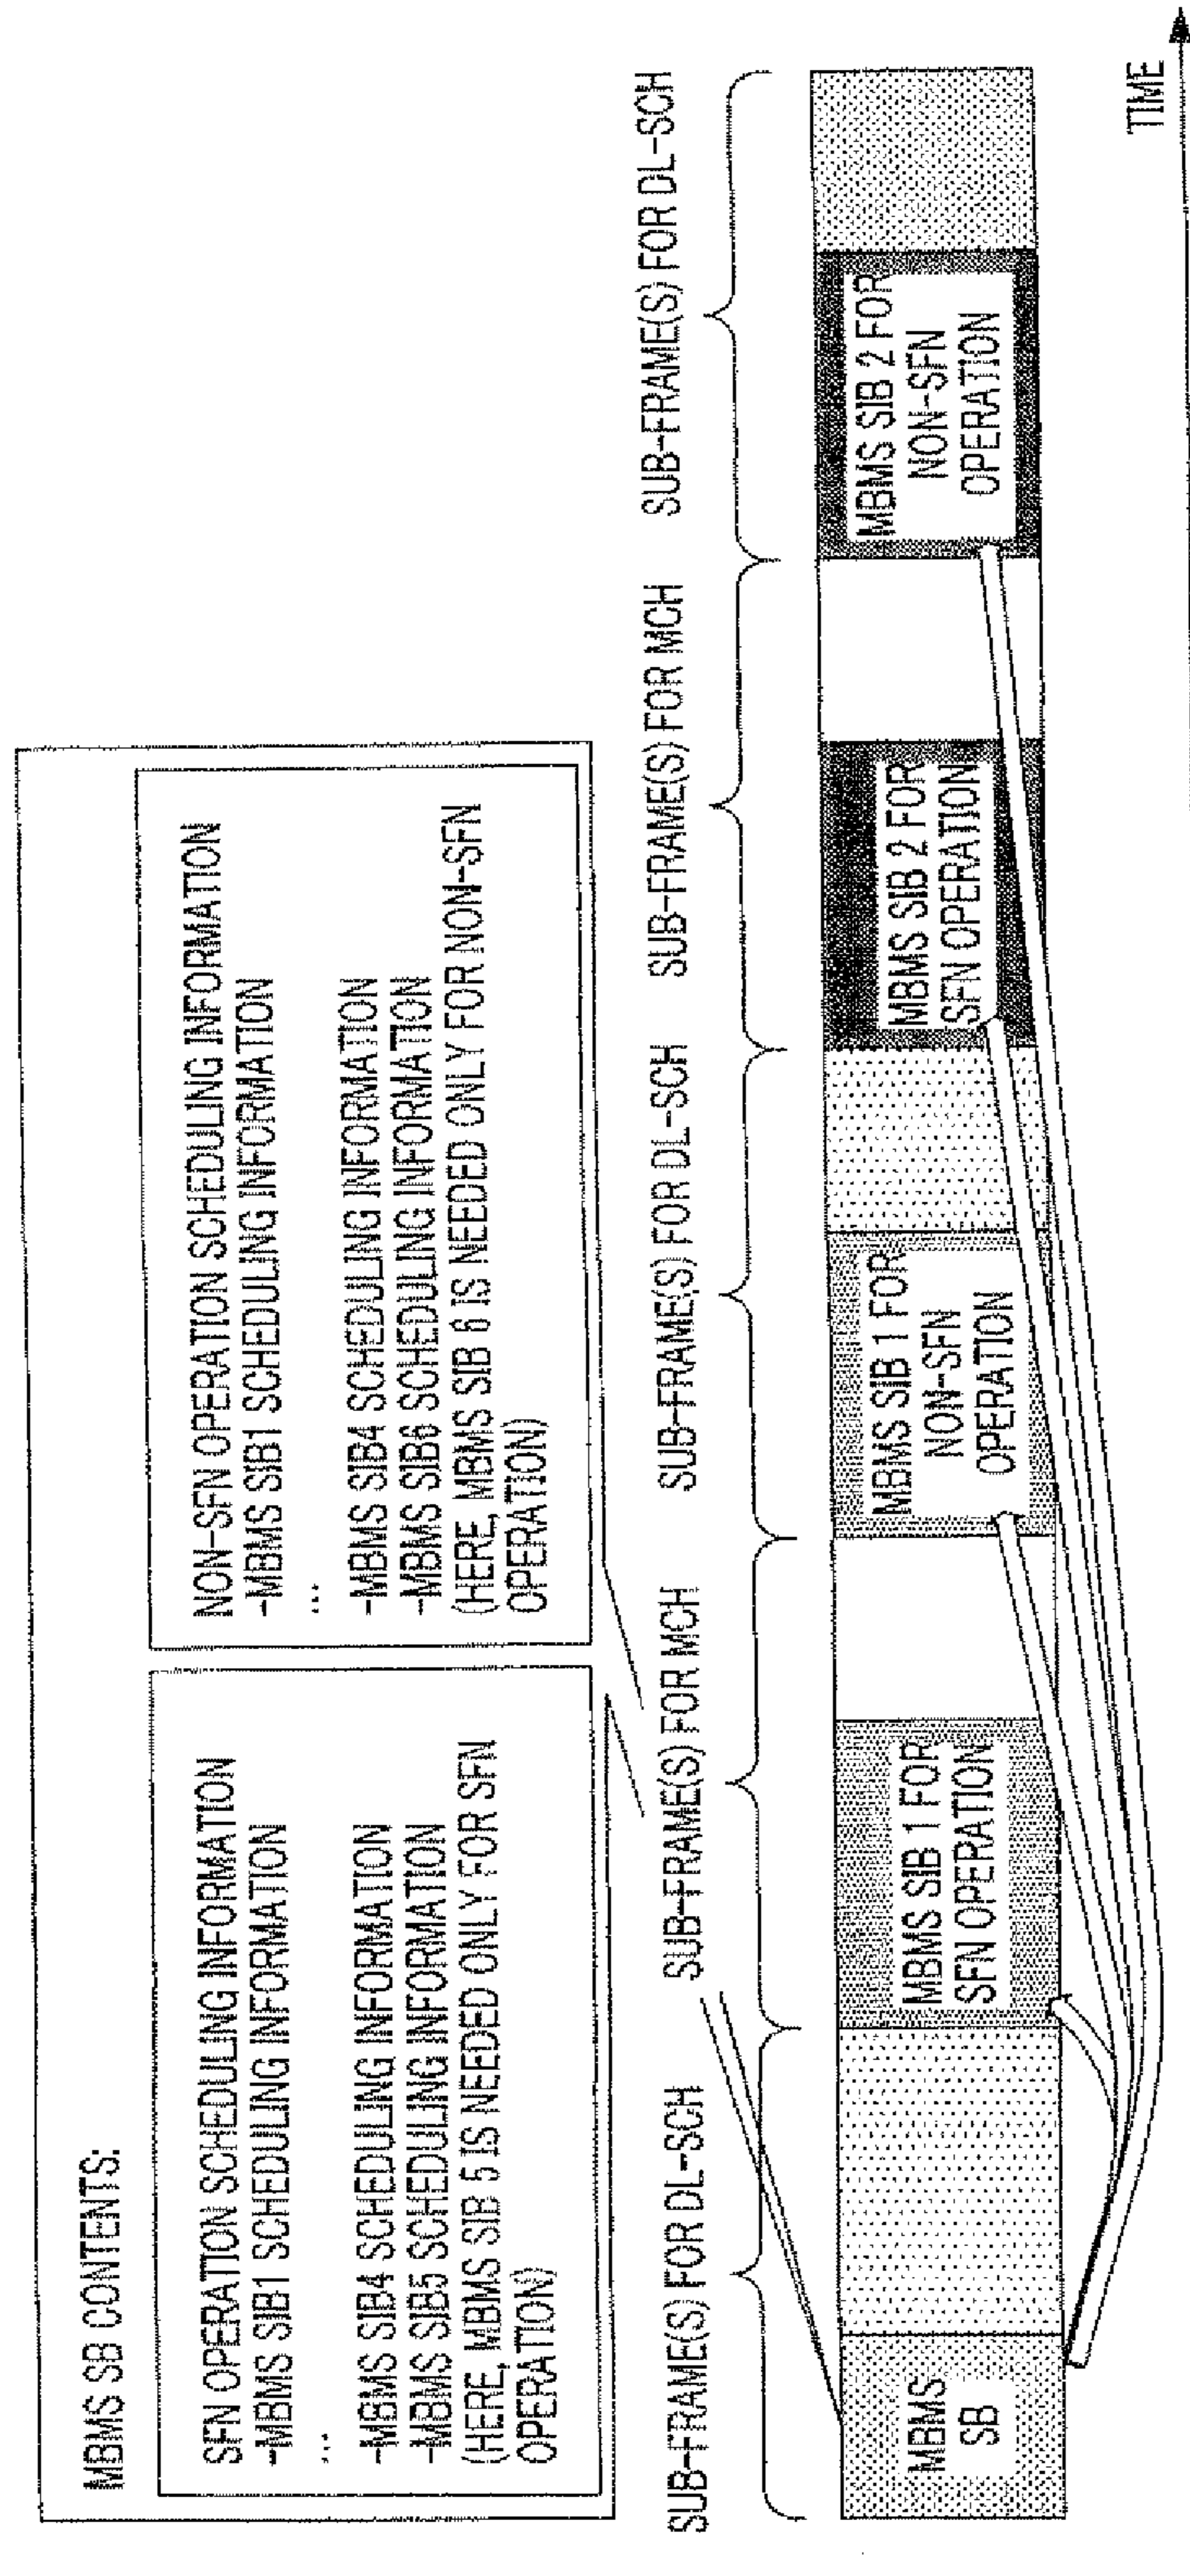 MBMS SB CONTENTS:
SFN OPERATION SCHEDULING INFORMATION
-MBMS SIB1 SCHEDULING INFORMATION
...
-MBMS SIB4 SCHEDULING INFORMATION
-MBMS SIB5 SCHEDULING INFORMATION
(HERE, MBMS SIB 5 IS NEEDED ONLY FOR SFN
OPERATION)
NON-SFN OPERATION SCHEDULING INFORMATION
-MBMS SIB1 SCHEDULING INFORMATION
...
-MBMS SIB4 SCHEDULING INFORMATION
-MBMS SIB6 SCHEDULING INFORMATION
(HERE, MBMS SIB 6 IS NEEDED ONLY FOR NON-SFN
OPERATION)
SUB-FRAME(S) FOR DL-SCH
SUB-FRAME(S) FOR MCH
SUB-FRAME(S) FOR DL-SCH
SUB-FRAME(S) FOR MCH
SUB-FRAME(S) FOR DL-SCH
MBMS
SB
MBMS SIB 1 FOR
SFN OPERATION
MBMS SIB 1 FOR
NON-SFN
OPERATION
MBMS SIB 2 FOR
SFN OPERATION
MBMS SIB 2 FOR
NON-SFN
OPERATION
TIME